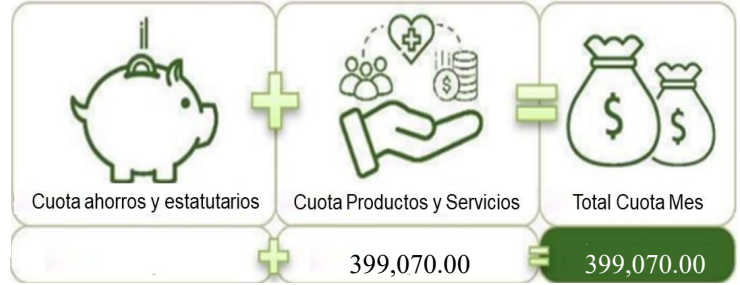 Cuota ahorros y estatutarios
Cuota Productos y Servicios
Total Cuota Mes
+ 399,070.00 = 399,070.00